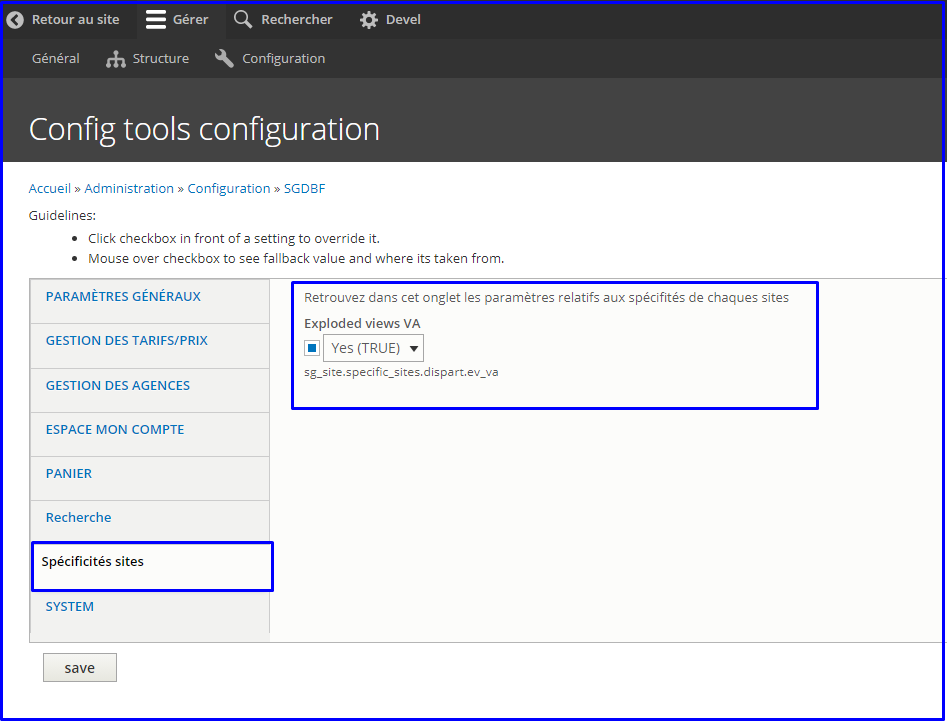 Retour au site Gérer Rechercher Devel
Général Structure Configuration
Config tools configuration
Accueil » Administration » Configuration » SGDBF
Guidelines:
• Click checkbox in front of a setting to override it.
• Mouse over checkbox to see fallback value and where its taken from.
PARAMÈTRES GÉNÉRAUX
GESTION DES TARIFS/PRIX
GESTION DES AGENCES
ESPACE MON COMPTE
PANIER
Recherche
Spécificités sites
SYSTEM
Retrouvez dans cet onglet les paramètres relatifs aux spécifités de chaques sites
Exploded views VA
Yes (TRUE)
sg_site.specific_sites.dispart.ev_va
save